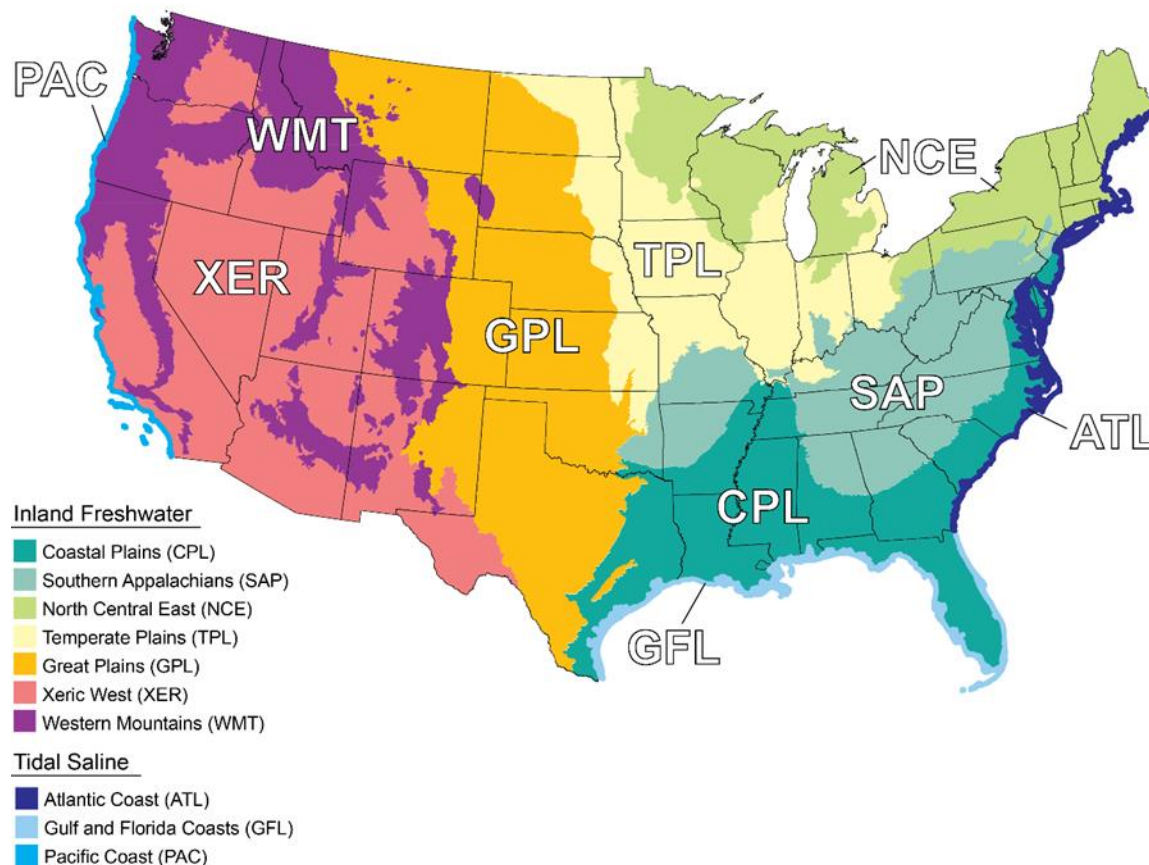 PAC
WMT
NCE
XER
TPL
GPL
SAP
ATL
CPL
GFL
Inland Freshwater
Coastal Plains (CPL)
Southern Appalachians (SAP)
North Central East (NCE)
Temperate Plains (TPL)
Great Plains (GPL)
Xeric West (XER)
Western Mountains (WMT)
Tidal Saline
Atlantic Coast (ATL)
Gulf and Florida Coasts (GFL)
Pacific Coast (PAC)